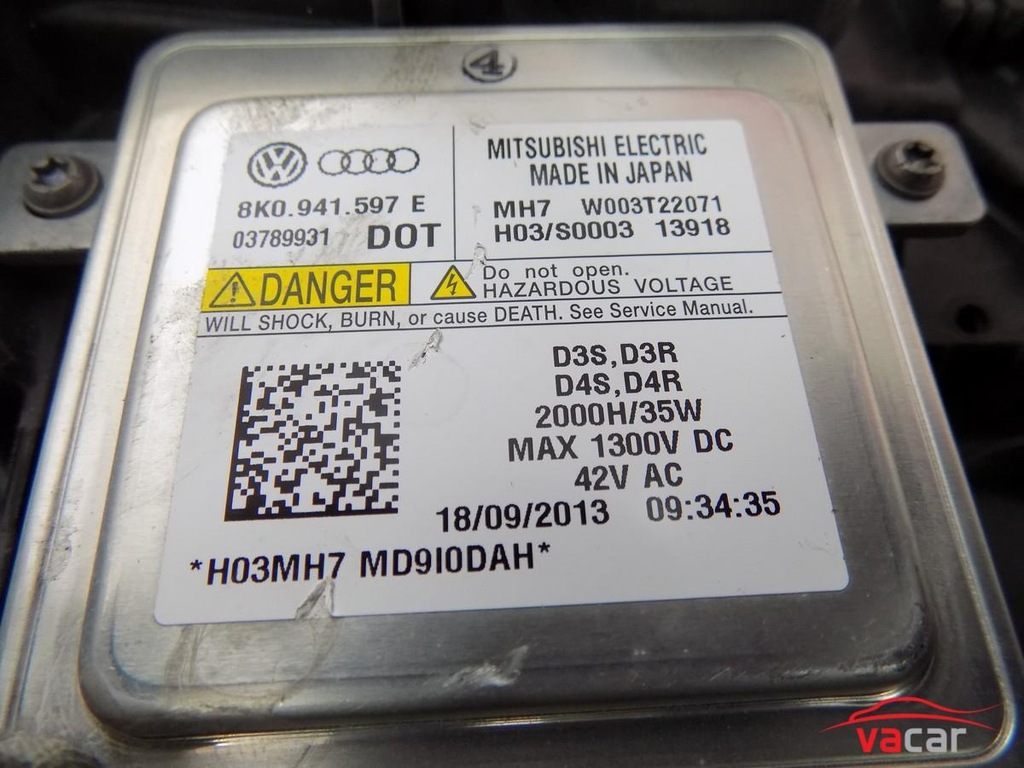 4
VW
8K0.941.597 E
03789931 DOT
MITSUBISHI ELECTRIC
MADE IN JAPAN
MH7 W003T22071
H03/S0003 13918
DANGER
Do not open.
HAZARDOUS VOLTAGE
WILL SHOCK, BURN, or cause DEATH. See Service Manual.
D3S, D3R
D4S, D4R
2000H/35W
MAX 1300V DC
42V AC
18/09/2013 09:34:35
*H03MH7 MD9I0DAH*
vacar